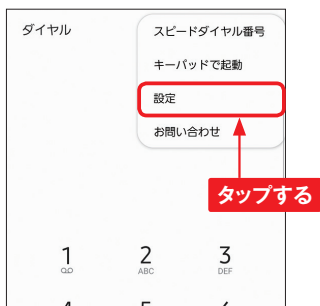 ダイヤル
スピードダイヤル番号
キーパッドで起動
設定
お問い合わせ
タップする
1 2 3
ABC DEF